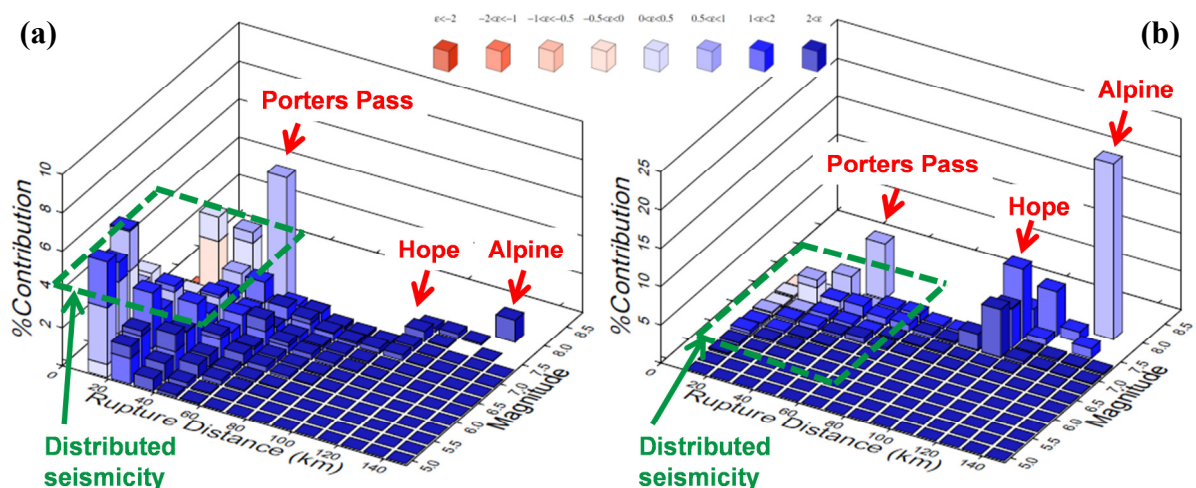 (a)
ε<-2 -2<ε<-1 -1<ε<-0.5 -0.5<ε<0 0<ε<0.5 0.5<ε<1 1<ε<2 2<ε
(b)
Porters Pass
Hope
Alpine
%Contribution
0 2 4 6 8 10
Rupture Distance (km)
20 40 60 80 100 120 140
Magnitude
5.0 5.5 6.0 6.5 7.0 7.5 8.0 8.5
Distributed
seismicity
Porters Pass
Hope
Alpine
%Contribution
0 5 10 15 20 25
Rupture Distance (km)
20 40 60 80 100 120 140
Magnitude
5.0 5.5 6.0 6.5 7.0 7.5 8.0 8.5
Distributed
seismicity